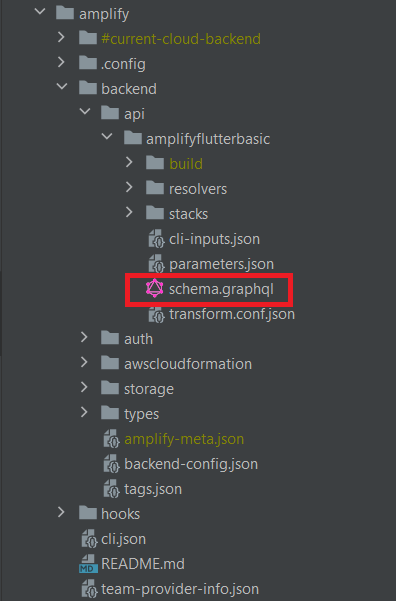 amplify
#current-cloud-backend
.config
backend
api
amplifyflutterbasic
build
resolvers
stacks
cli-inputs.json
parameters.json
schema.graphql
transform.conf.json
auth
awscloudformation
storage
types
amplify-meta.json
backend-config.json
tags.json
hooks
cli.json
MD README.md
team-provider-info.json